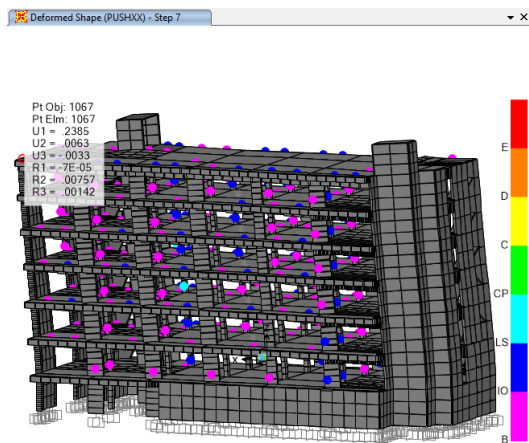 Deformed Shape (PUSHXX) - Step 7
Pt Obj: 1067
Pt Elm: 1067
U1 = .2385
U2 = .0063
U3 = -.0033
R1 = -7E-05
R2 = .00757
R3 = .00142
E
D
C
CP
LS
IO
B
X